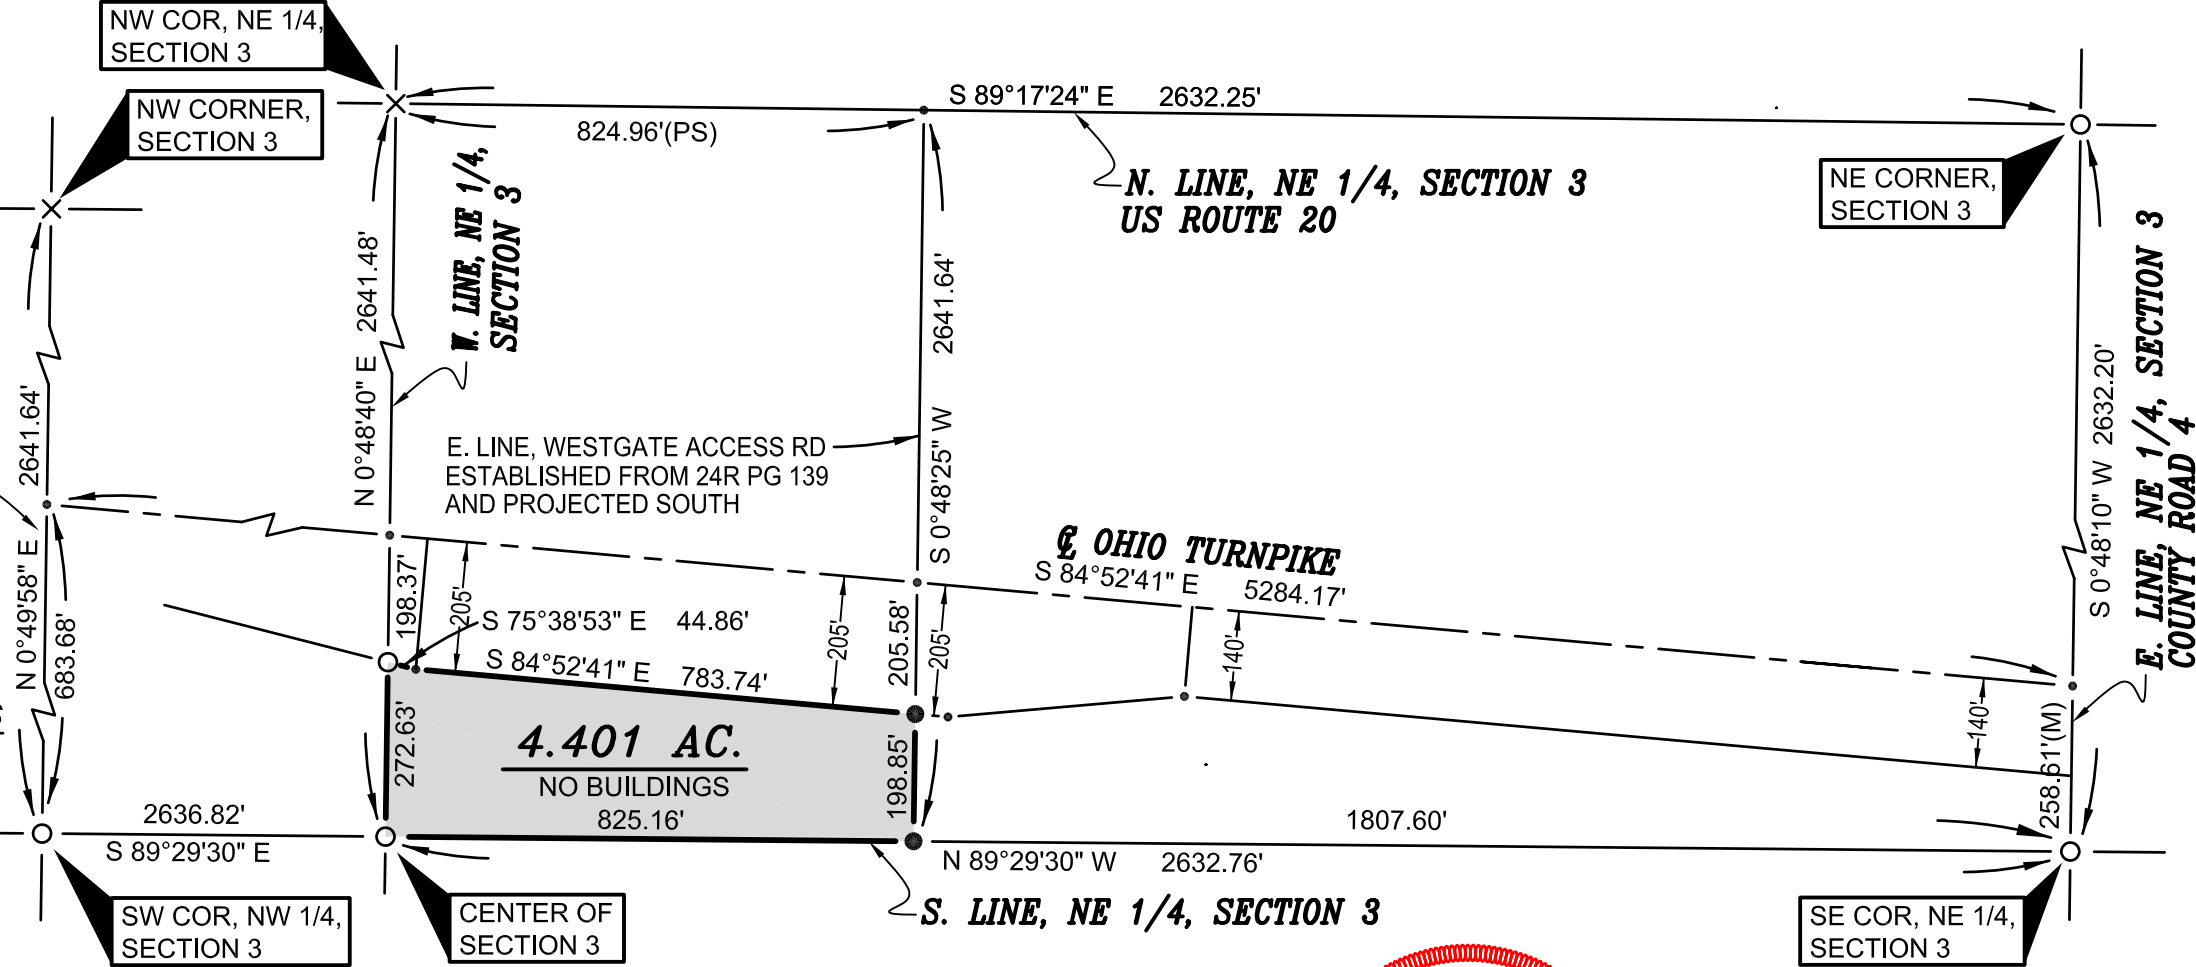 NW COR, NE 1/4,
SECTION 3
NW CORNER,
SECTION 3
S 89°17'24" E 2632.25'
824.96'(PS)
N. LINE, NE 1/4, SECTION 3
US ROUTE 20
NE CORNER,
SECTION 3
W. LINE, NE 1/4,
SECTION 3
N 0°48'40" E 2641.48'
2641.64'
S 0°48'25" W
2641.64'
N 0°49'58" E
683.68'
S 0°48'10" W 2632.20'
E. LINE, NE 1/4, SECTION 3
COUNTY ROAD 4
E. LINE, WESTGATE ACCESS RD
ESTABLISHED FROM 24R PG 139
AND PROJECTED SOUTH
℄ OHIO TURNPIKE
S 84°52'41" E 5284.17'
198.37'
205'
S 75°38'53" E 44.86'
S 84°52'41" E 783.74'
205'
205.58'
205'
140'
140'
258.61'(M)
272.63'
4.401 AC.
NO BUILDINGS
825.16'
198.85'
2636.82'
S 89°29'30" E
1807.60'
N 89°29'30" W 2632.76'
S. LINE, NE 1/4, SECTION 3
SW COR, NW 1/4,
SECTION 3
CENTER OF
SECTION 3
SE COR, NE 1/4,
SECTION 3